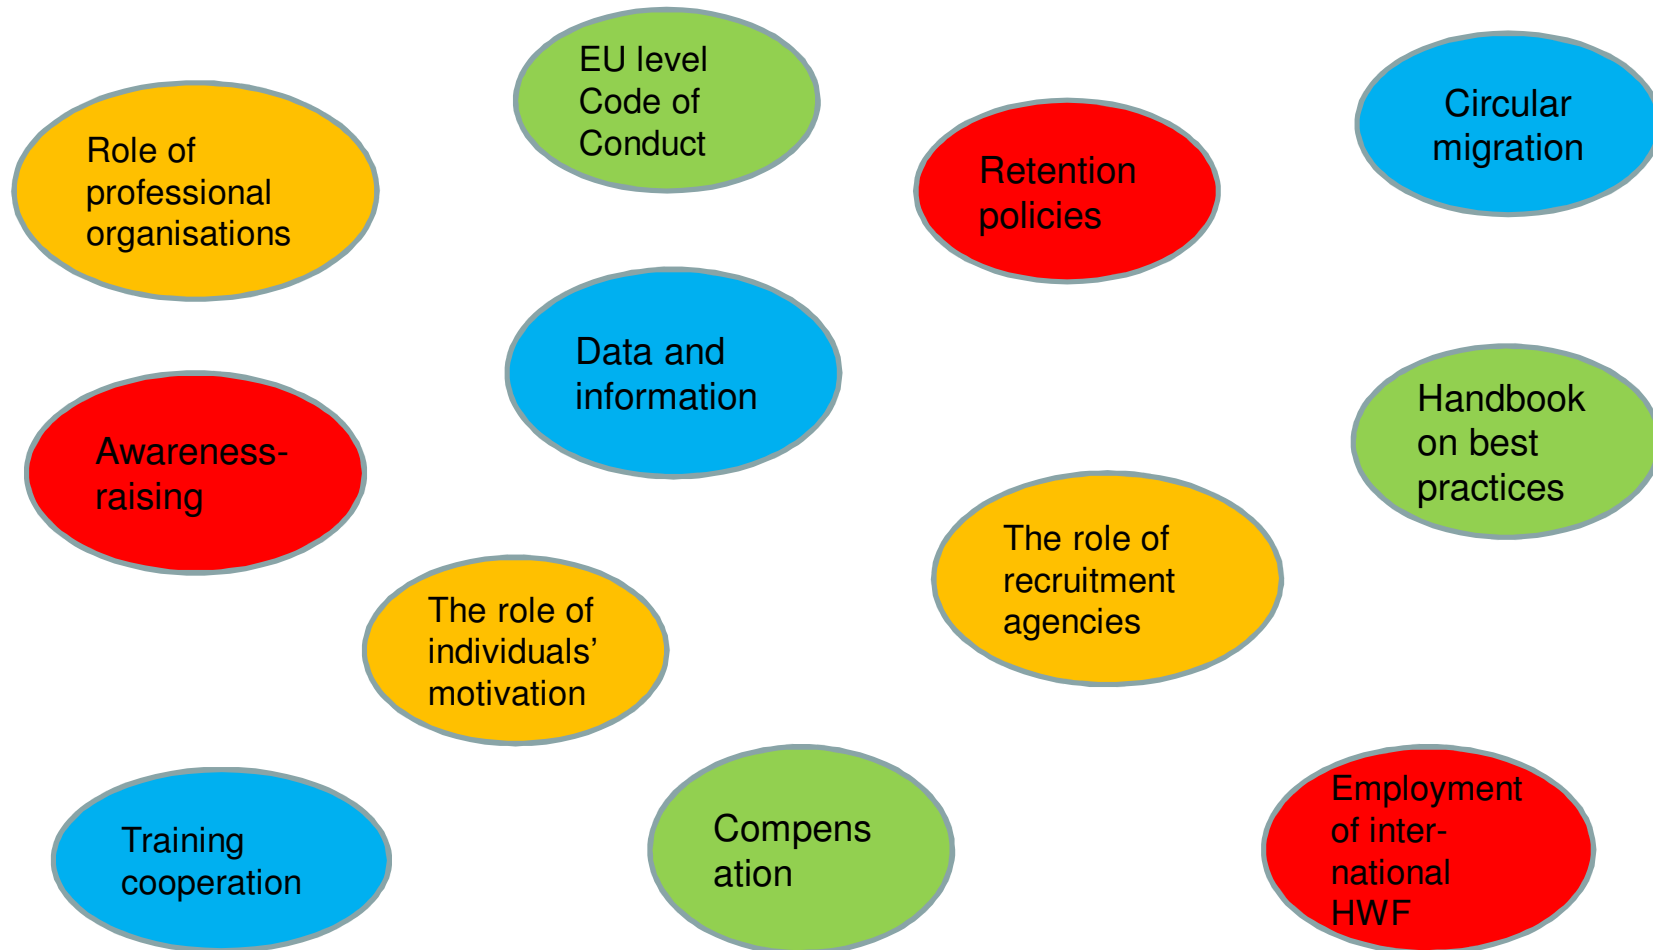 EU level
Code of
Conduct
Circular
migration
Role of
professional
organisations
Retention
policies
Data and
information
Handbook
on best
practices
Awareness-
raising
The role of
recruitment
agencies
The role of
individuals’
motivation
Employment
of inter-
national
HWF
Training
cooperation
Compens
ation